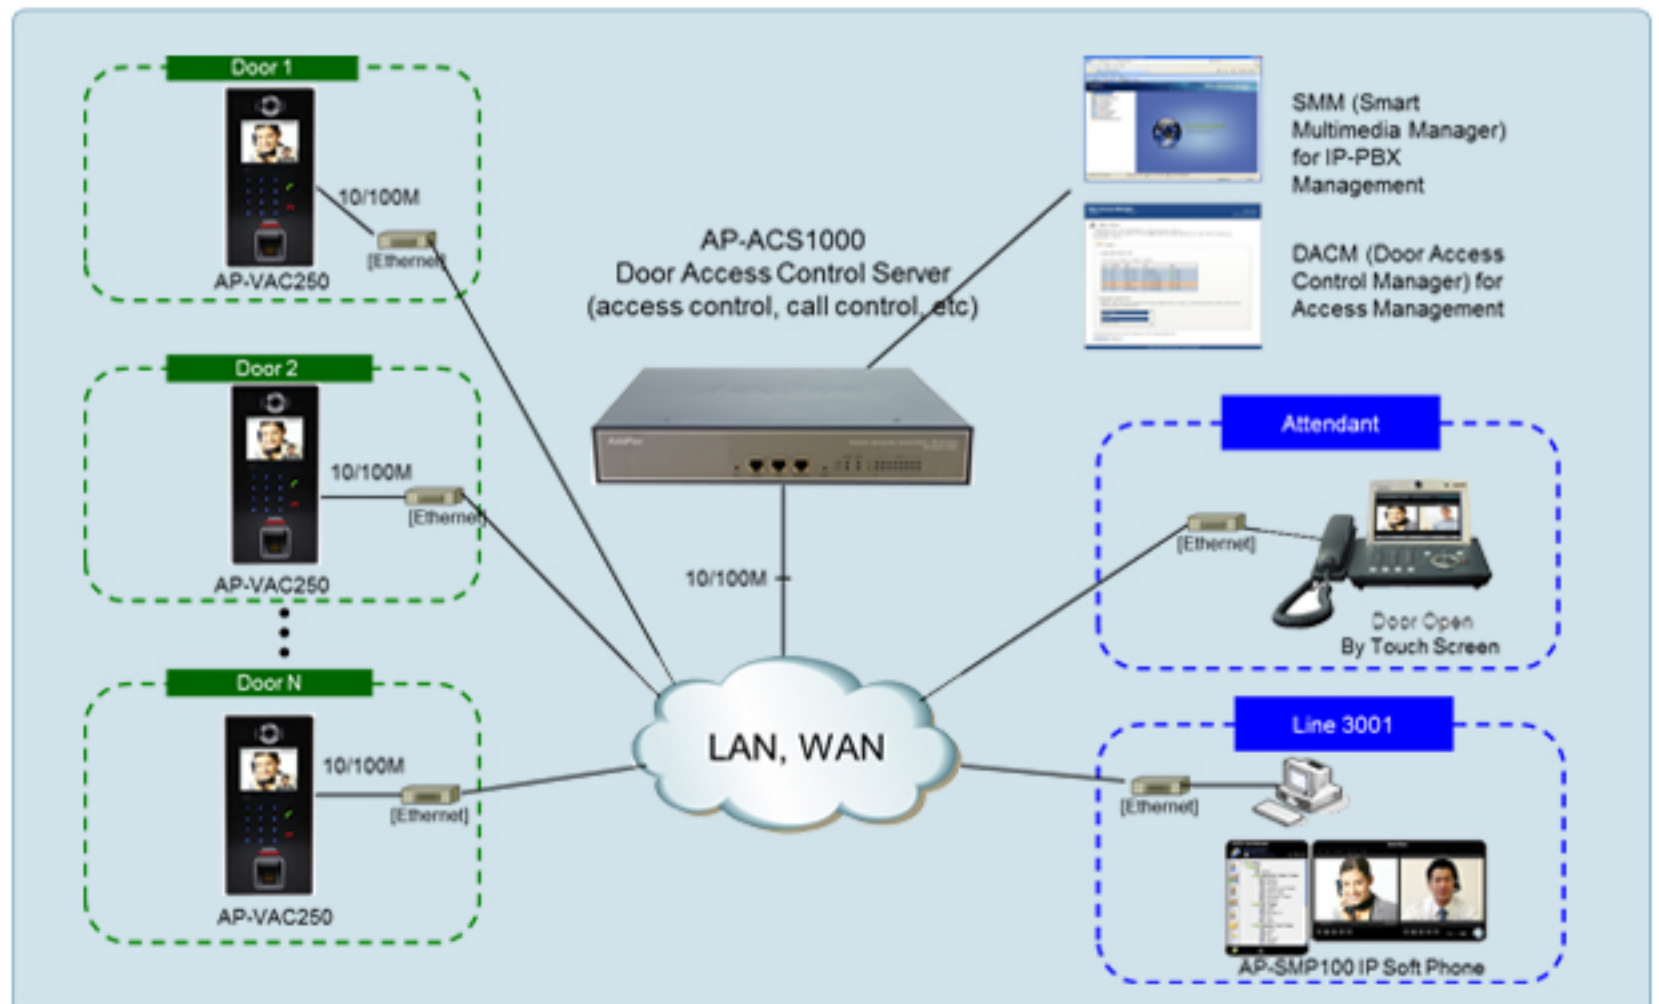 Door 1
10/100M
[Ethernet]
AP-VAC250
Door 2
10/100M
[Ethernet]
AP-VAC250
Door N
10/100M
[Ethernet]
AP-VAC250
AP-ACS1000
Door Access Control Server
(access control, call control, etc)
10/100M
LAN, WAN
SMM (Smart
Multimedia Manager)
for IP-PBX
Management
DACM (Door Access
Control Manager) for
Access Management
Attendant
[Ethernet]
Door Open
By Touch Screen
Line 3001
[Ethernet]
AP-SMP100 IP Soft Phone